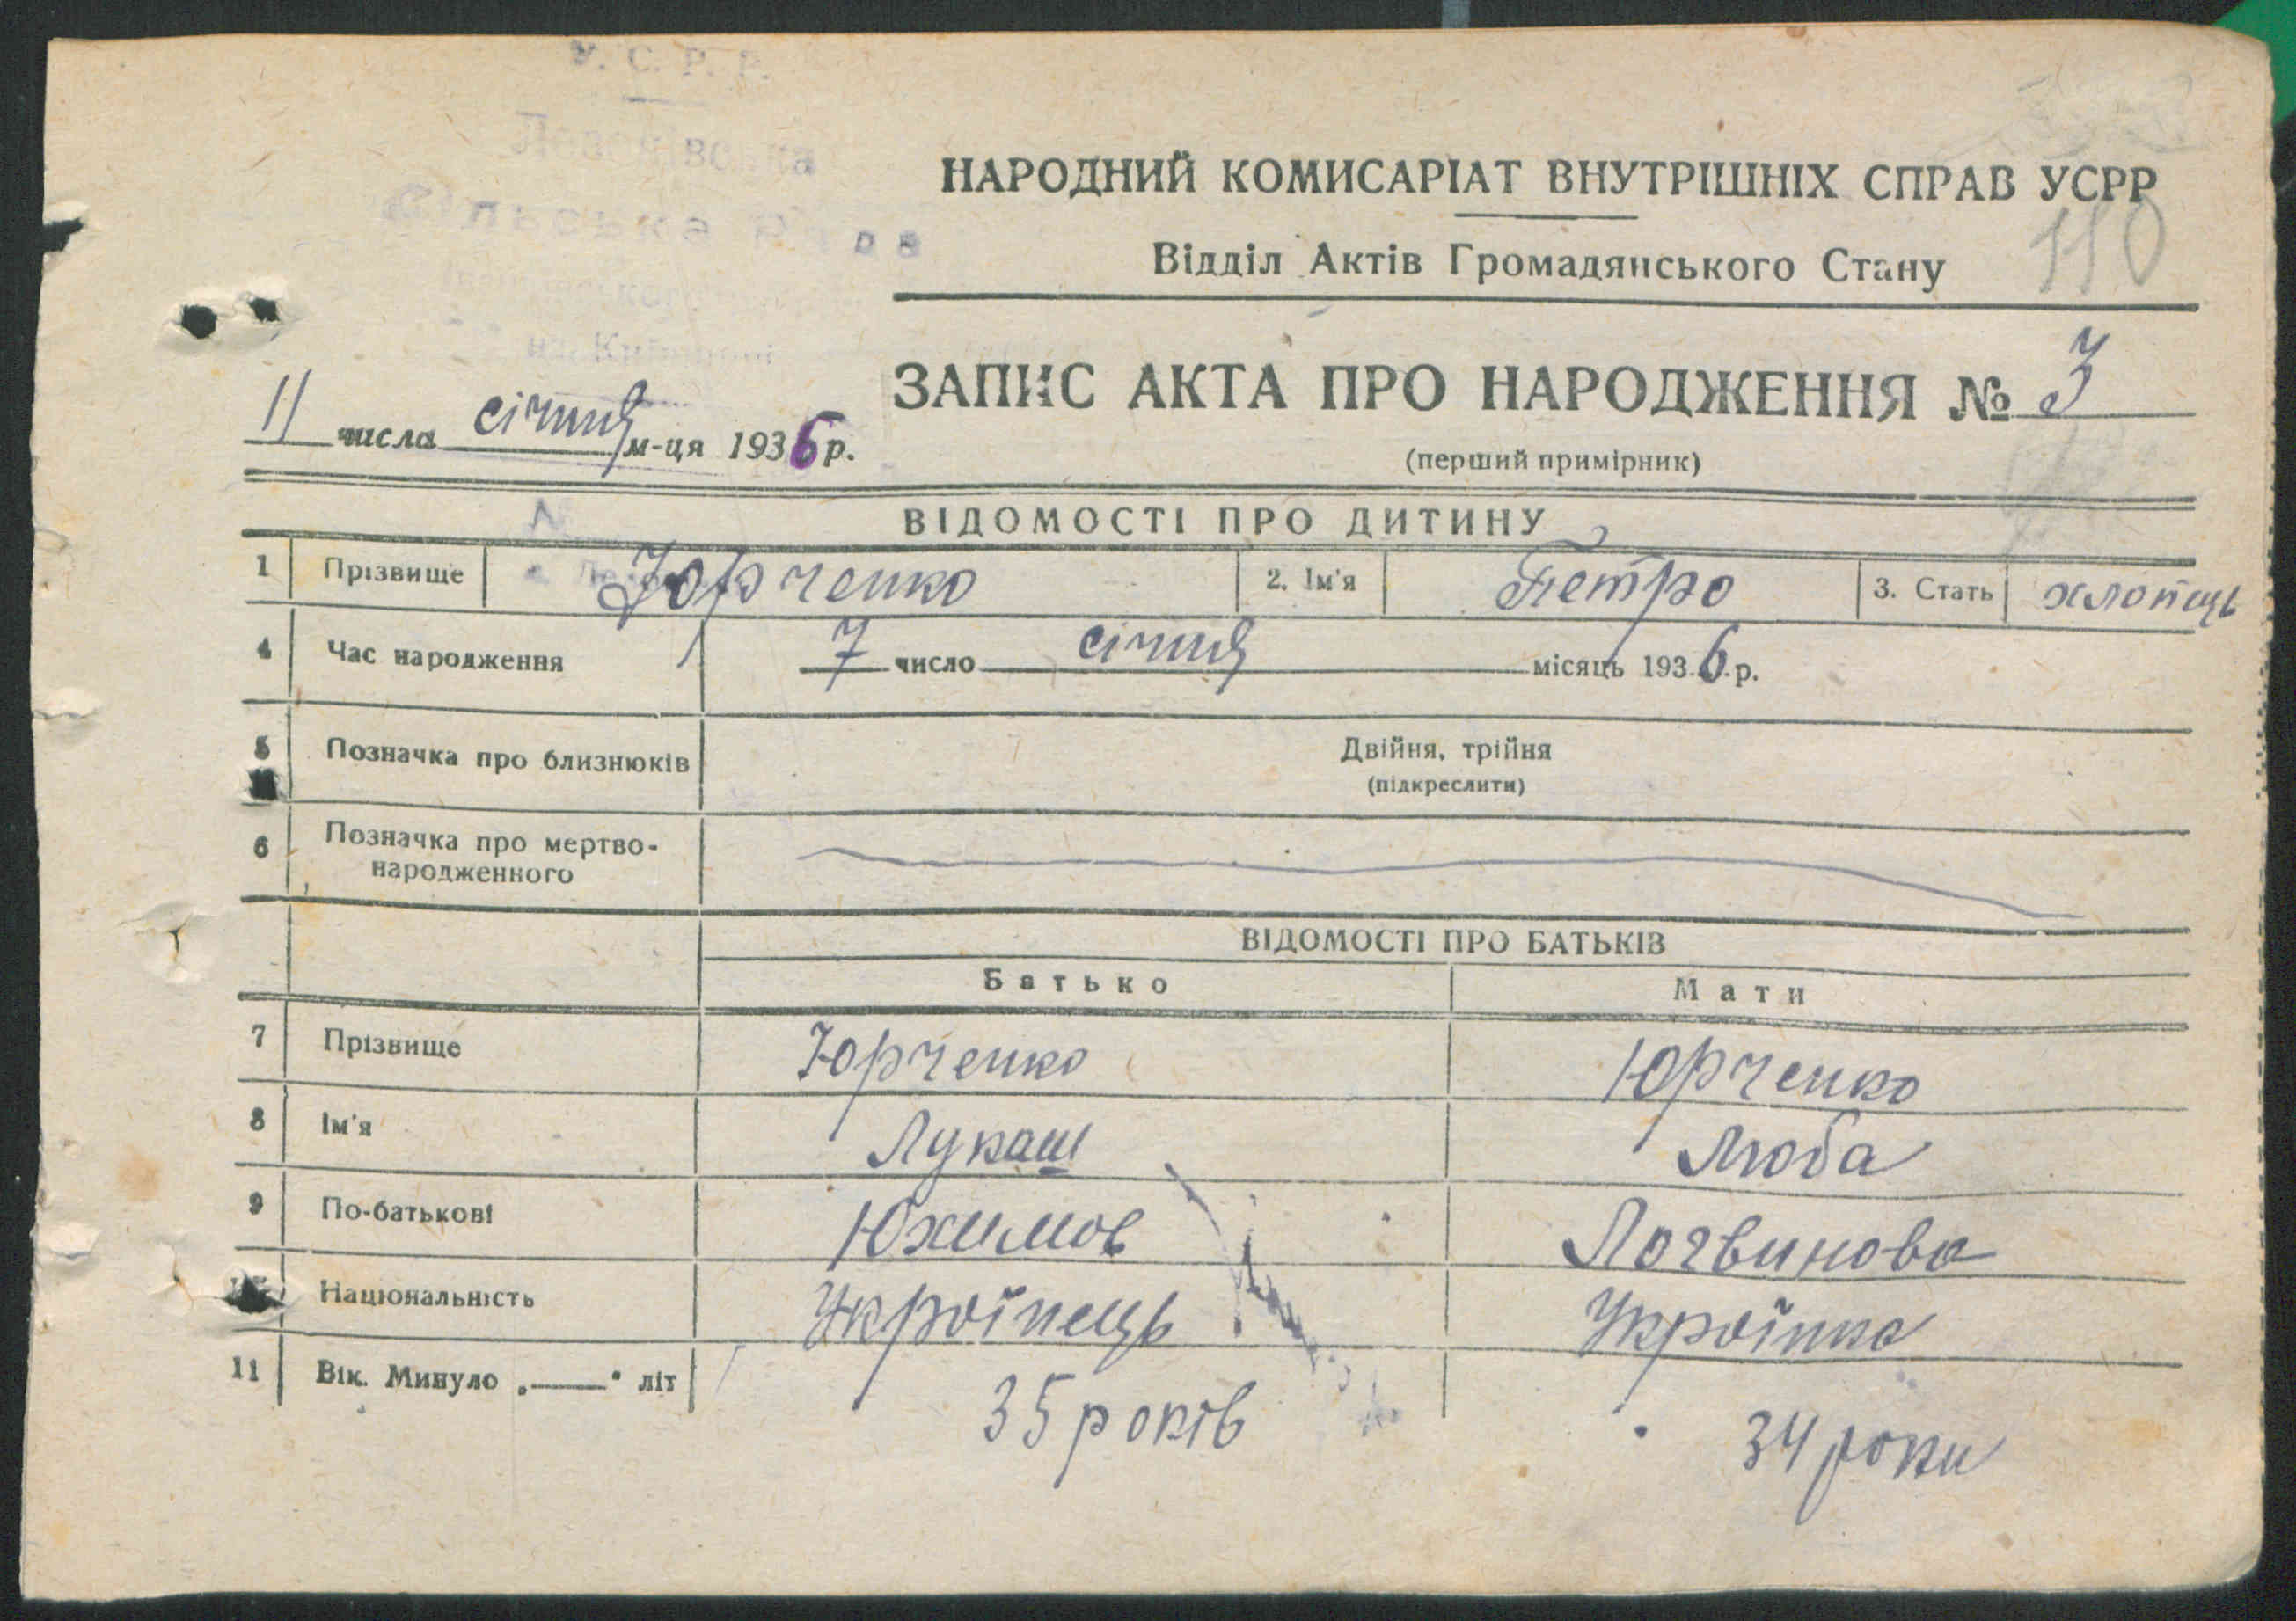 У. С. Р. Р.
Сільська Рада
на Київщині
НАРОДНИЙ КОМИСАРІАТ ВНУТРІШНІХ СПРАВ УСРР
110
Відділ Актів Громадянського Стану
ЗАПИС АКТА ПРО НАРОДЖЕННЯ № 3
11 числа січня м-ця 1936 р.
(перший примірник)
ВІДОМОСТІ ПРО ДИТИНУ
1 Прізвище Юрченко 2. Ім'я Петро 3. Стать хлопець
4 Час народження 7 число січня місяць 1936 р.
5 Позначка про близнюків Двійня, трійня
(підкреслити)
6 Позначка про мертво-
народженного
ВІДОМОСТІ ПРО БАТЬКІВ
Батько Мати
7 Прізвище Юрченко Юрченко
8 Ім'я Лукаш Люба
9 По-батькові Юхимов Логвинова
Національність Українець Українка
11 Вік. Минуло „——" літ 35 років 34 роки